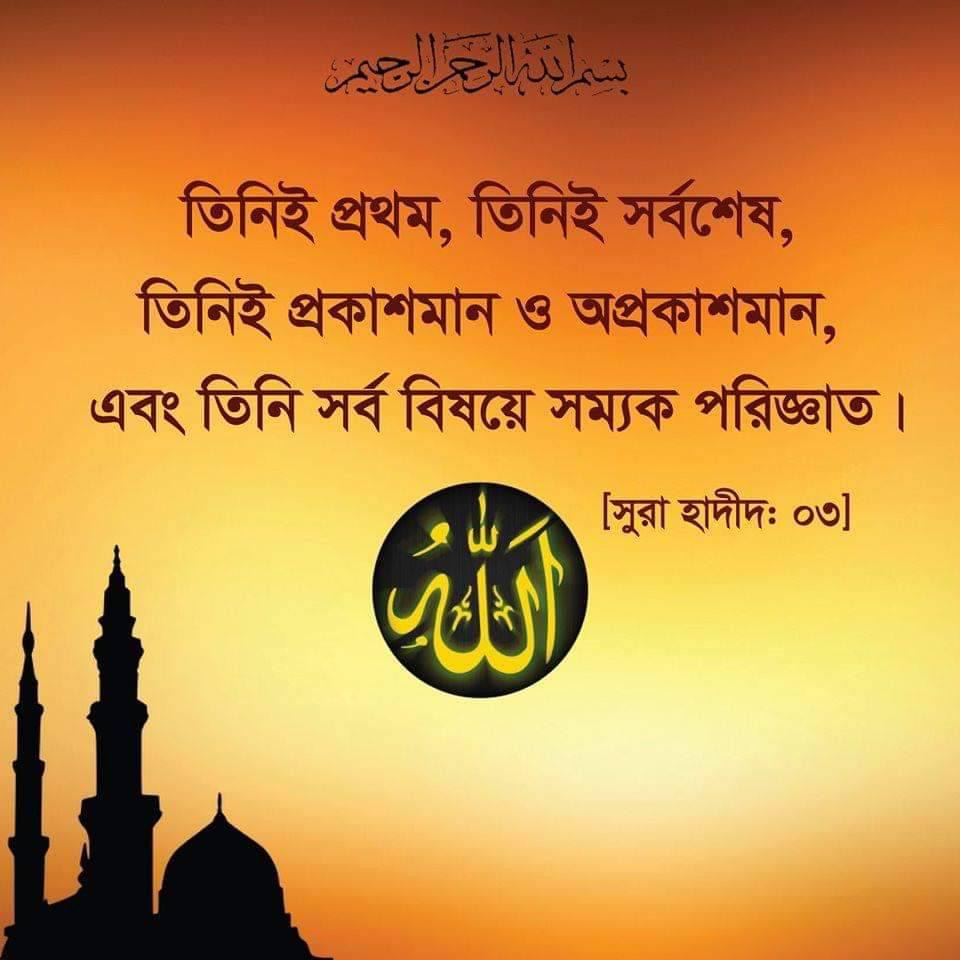 بسم الله الرحمن الرحيم
তিনিই প্রথম, তিনিই সর্বশেষ,
তিনিই প্রকাশমান ও অপ্রকাশমান,
এবং তিনি সর্ব বিষয়ে সম্যক পরিজ্ঞাত।
[সুরা হাদীদ: ০৩]
الله